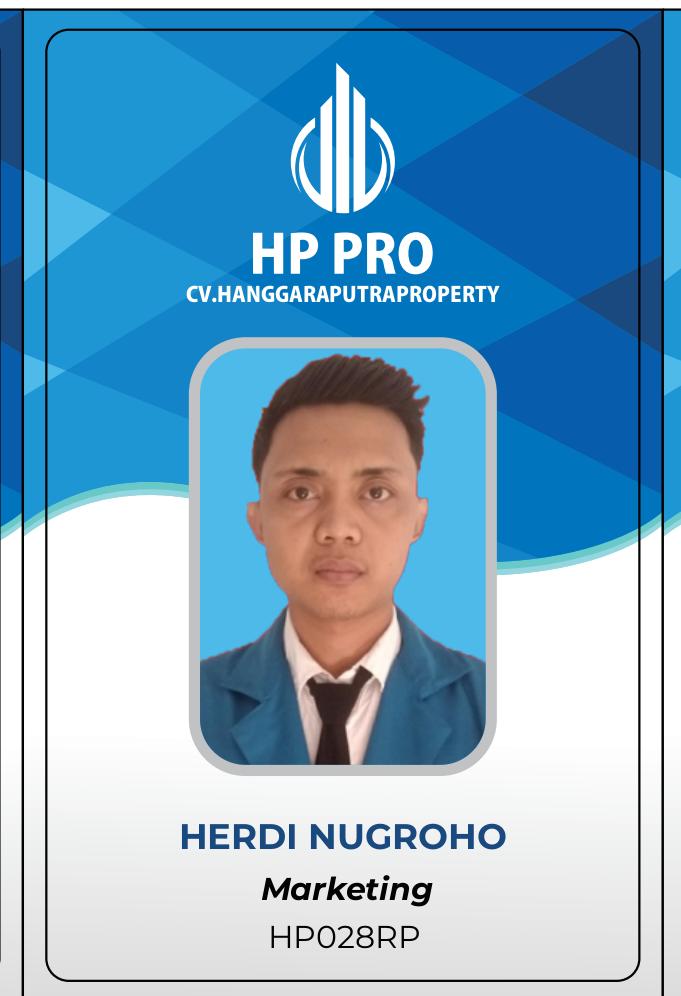 HP PRO
CV.HANGGARAPUTRAPROPERTY
HERDI NUGROHO
Marketing
HP028RP